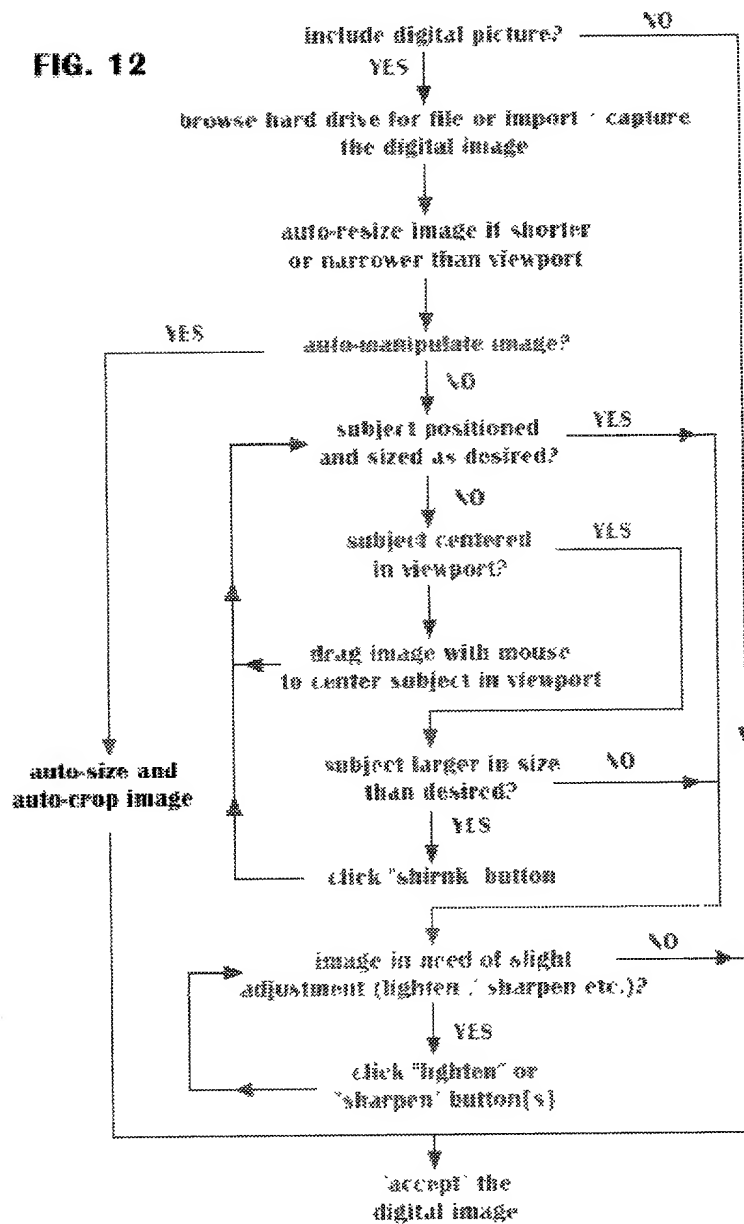 FIG. 12
include digital picture?
NO
YES
browse hard drive for file or import / capture
the digital image
auto-resize image if shorter
or narrower than viewport
YES
auto-manipulate image?
NO
subject positioned
and sized as desired?
YES
NO
subject centered
in viewport?
YES
drag image with mouse
to center subject in viewport
auto-size and
auto-crop image
subject larger in size
than desired?
NO
YES
click "shirnk" button
image in need of slight
adjustment (lighten / sharpen etc.)?
NO
YES
click "lighten" or
"sharpen" button[s]
"accept" the
digital image